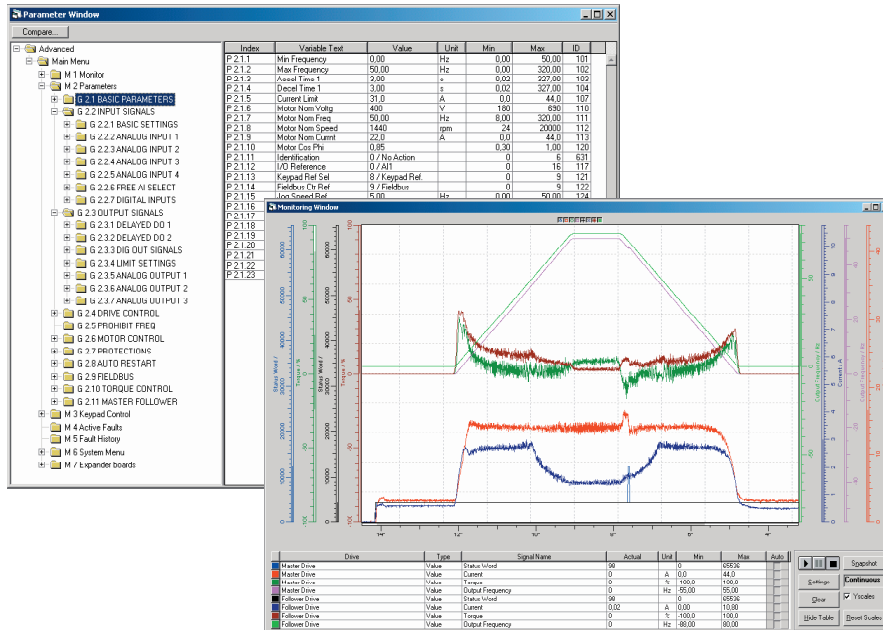 Parameter Window
Compare...
Advanced
Main Menu
M 1 Monitor
M 2 Parameters
G 2.1 BASIC PARAMETERS
G 2.2 INPUT SIGNALS
G 2.2.1 BASIC SETTINGS
G 2.2.2 ANALOG INPUT 1
G 2.2.3 ANALOG INPUT 2
G 2.2.4 ANALOG INPUT 3
G 2.2.5 ANALOG INPUT 4
G 2.2.6 FREE AI SELECT
G 2.2.7 DIGITAL INPUTS
G 2.3 OUTPUT SIGNALS
G 2.3.1 DELAYED DO 1
G 2.3.2 DELAYED DO 2
G 2.3.3 DIG OUT SIGNALS
G 2.3.4 LIMIT SETTINGS
G 2.3.5 ANALOG OUTPUT 1
G 2.3.6 ANALOG OUTPUT 2
G 2.3.7 ANALOG OUTPUT 3
G 2.4 DRIVE CONTROL
G 2.5 PROHIBIT FREQ
G 2.6 MOTOR CONTROL
G 2.7 PROTECTIONS
G 2.8 AUTO RESTART
G 2.9 FIELDBUS
G 2.10 TORQUE CONTROL
G 2.11 MASTER FOLLOWER
M 3 Keypad Control
M 4 Active Faults
M 5 Fault History
M 6 System Menu
M 7 Expander boards
Index Variable Text Value Unit Min Max ID
P 2.1.1 Min Frequency 0,00 Hz 0,00 50,00 101
P 2.1.2 Max Frequency 50,00 Hz 0,00 320,00 102
P 2.1.3 Accel Time 1 3,00 s 0,02 327,00 103
P 2.1.4 Decel Time 1 3,00 s 0,02 327,00 104
P 2.1.5 Current Limit 31,0 A 0,0 44,0 107
P 2.1.6 Motor Nom Voltg 400 V 180 690 110
P 2.1.7 Motor Nom Freq 50,00 Hz 8,00 320,00 111
P 2.1.8 Motor Nom Speed 1440 rpm 24 20000 112
P 2.1.9 Motor Nom Currnt 22,0 A 0,0 44,0 113
P 2.1.10 Motor Cos Phi 0,85 0,30 1,00 120
P 2.1.11 Identification 0 / No Action 0 6 631
P 2.1.12 I/O Reference 0 / AI1 0 16 117
P 2.1.13 Keypad Ref Sel 8 / Keypad Ref. 0 9 121
P 2.1.14 Fieldbus Ctr Ref 9 / Fieldbus 0 9 122
P 2.1.15 Jog Speed Ref 5,00 Hz 0,00 50,00 124
P 2.1.16
P 2.1.17
P 2.1.18
P 2.1.19
P 2.1.20
P 2.1.21
P 2.1.22
P 2.1.23
Monitoring Window
Status Word /
Torque / %
Status Word /
Torque / %
Output Frequency / Hz
Current / A
Drive Type Signal Name Actual Unit Min Max Auto
Master Drive Value Status Word 98 0 65536
Master Drive Value Current 0 A 0,0 44,0
Master Drive Value Torque 0 % -100,0 100,0
Master Drive Value Output Frequency 0 Hz -55,00 55,00
Follower Drive Value Status Word 98 0 65536
Follower Drive Value Current 0,02 A 0,00 10,80
Follower Drive Value Torque 0 % -100,0 100,0
Follower Drive Value Output Frequency 0 Hz -88,00 80,00
Snapshot
Settings
Continuous
Clear
Yscales
Hide Table
Reset Scales